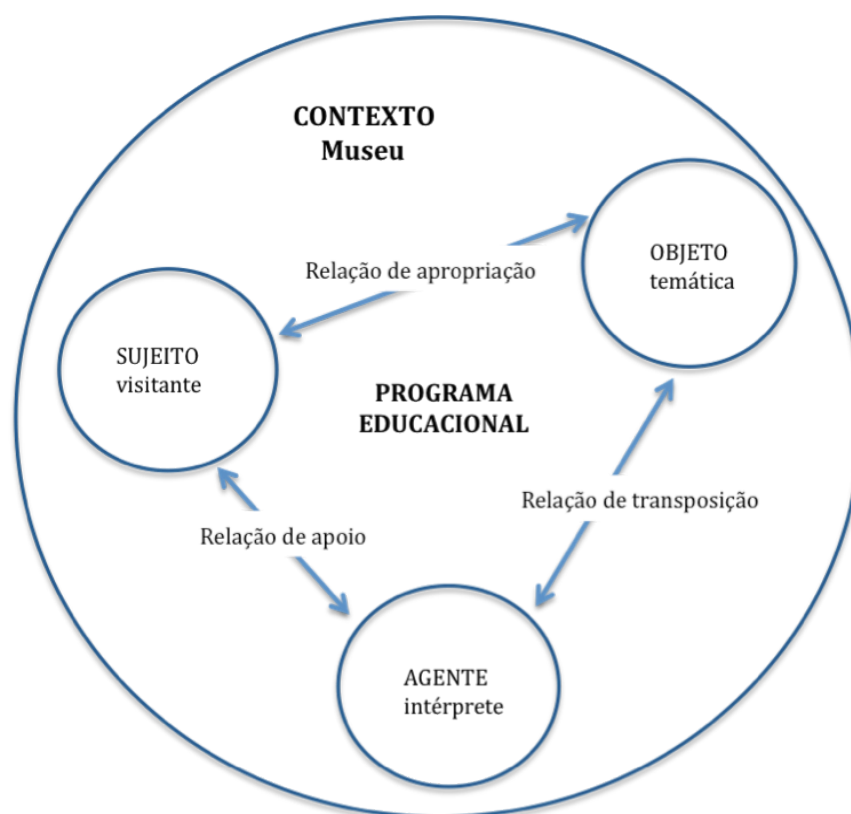 CONTEXTO
Museu
OBJETO
temática
Relação de apropriação
SUJEITO
visitante
PROGRAMA
EDUCACIONAL
Relação de transposição
Relação de apoio
AGENTE
intérprete